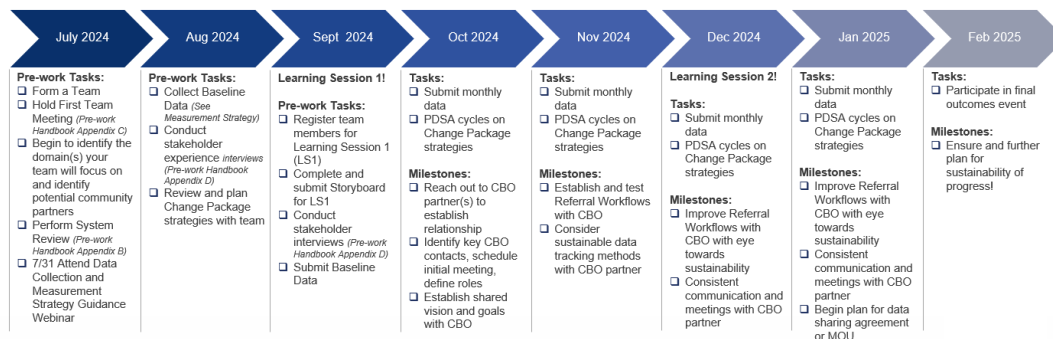 July 2024
Aug 2024
Sept 2024
Oct 2024
Nov 2024
Dec 2024
Jan 2025
Feb 2025
Pre-work Tasks:
Form a Team
Hold First Team
Meeting (Pre-work
Handbook Appendix C)
Begin to identify the
domain(s) your
team will focus on
and identify
potential community
partners
Perform System
Review (Pre-work
Handbook Appendix B)
7/31 Attend Data
Collection and
Measurement
Strategy Guidance
Webinar
Pre-work Tasks:
Collect Baseline
Data (See
Measurement Strategy)
Conduct
stakeholder
experience interviews
(Pre-work Handbook
Appendix D)
Review and plan
Change Package
strategies with team
Learning Session 1!
Pre-work Tasks:
Register team
members for
Learning Session 1
(LS1)
Complete and
submit Storyboard
for LS1
Conduct
stakeholder
interviews (Pre-work
Handbook Appendix D)
Submit Baseline
Data
Tasks:
Submit monthly
data
PDSA cycles on
Change Package
strategies
Milestones:
Reach out to CBO
partner(s) to
establish
relationship
Identify key CBO
contacts, schedule
initial meeting,
define roles
Establish shared
vision and goals
with CBO
Tasks:
Submit monthly
data
PDSA cycles on
Change Package
strategies
Milestones:
Establish and test
Referral Workflows
with CBO
Consider
sustainable data
tracking methods
with CBO partner
Learning Session 2!
Tasks:
Submit monthly
data
PDSA cycles on
Change Package
strategies
Milestones:
Improve Referral
Workflows with
CBO with eye
towards
sustainability
Consistent
communication and
meetings with CBO
partner
Tasks:
Submit monthly
data
PDSA cycles on
Change Package
strategies
Milestones:
Improve Referral
Workflows with
CBO with eye
towards
sustainability
Consistent
communication and
meetings with CBO
partner
Begin plan for data
sharing agreement
or MOU
Tasks:
Participate in final
outcomes event
Milestones:
Ensure and further
plan for
sustainability of
progress!